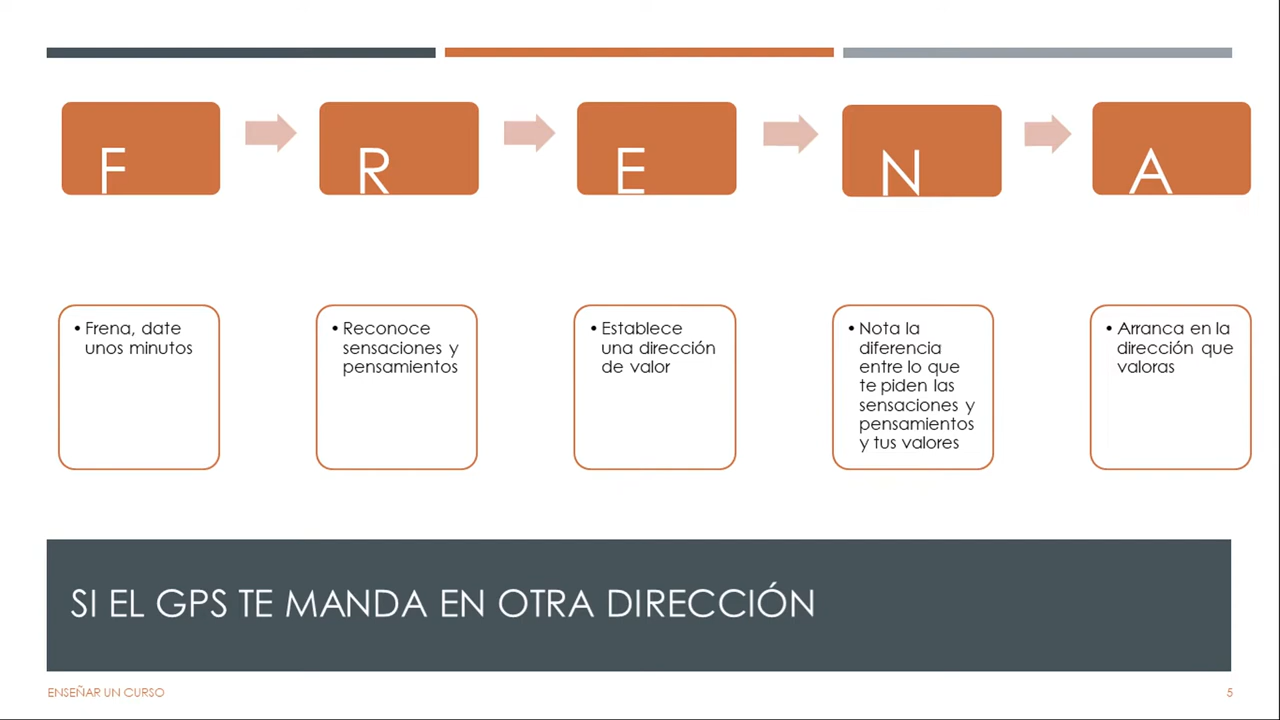 F
R
E
N
A
• Frena, date
unos minutos
• Reconoce
sensaciones y
pensamientos
• Establece
una dirección
de valor
• Nota la
diferencia
entre lo que
te piden las
sensaciones y
pensamientos
y tus valores
• Arranca en la
dirección que
valoras
SI EL GPS TE MANDA EN OTRA DIRECCIÓN
ENSEÑAR UN CURSO
5